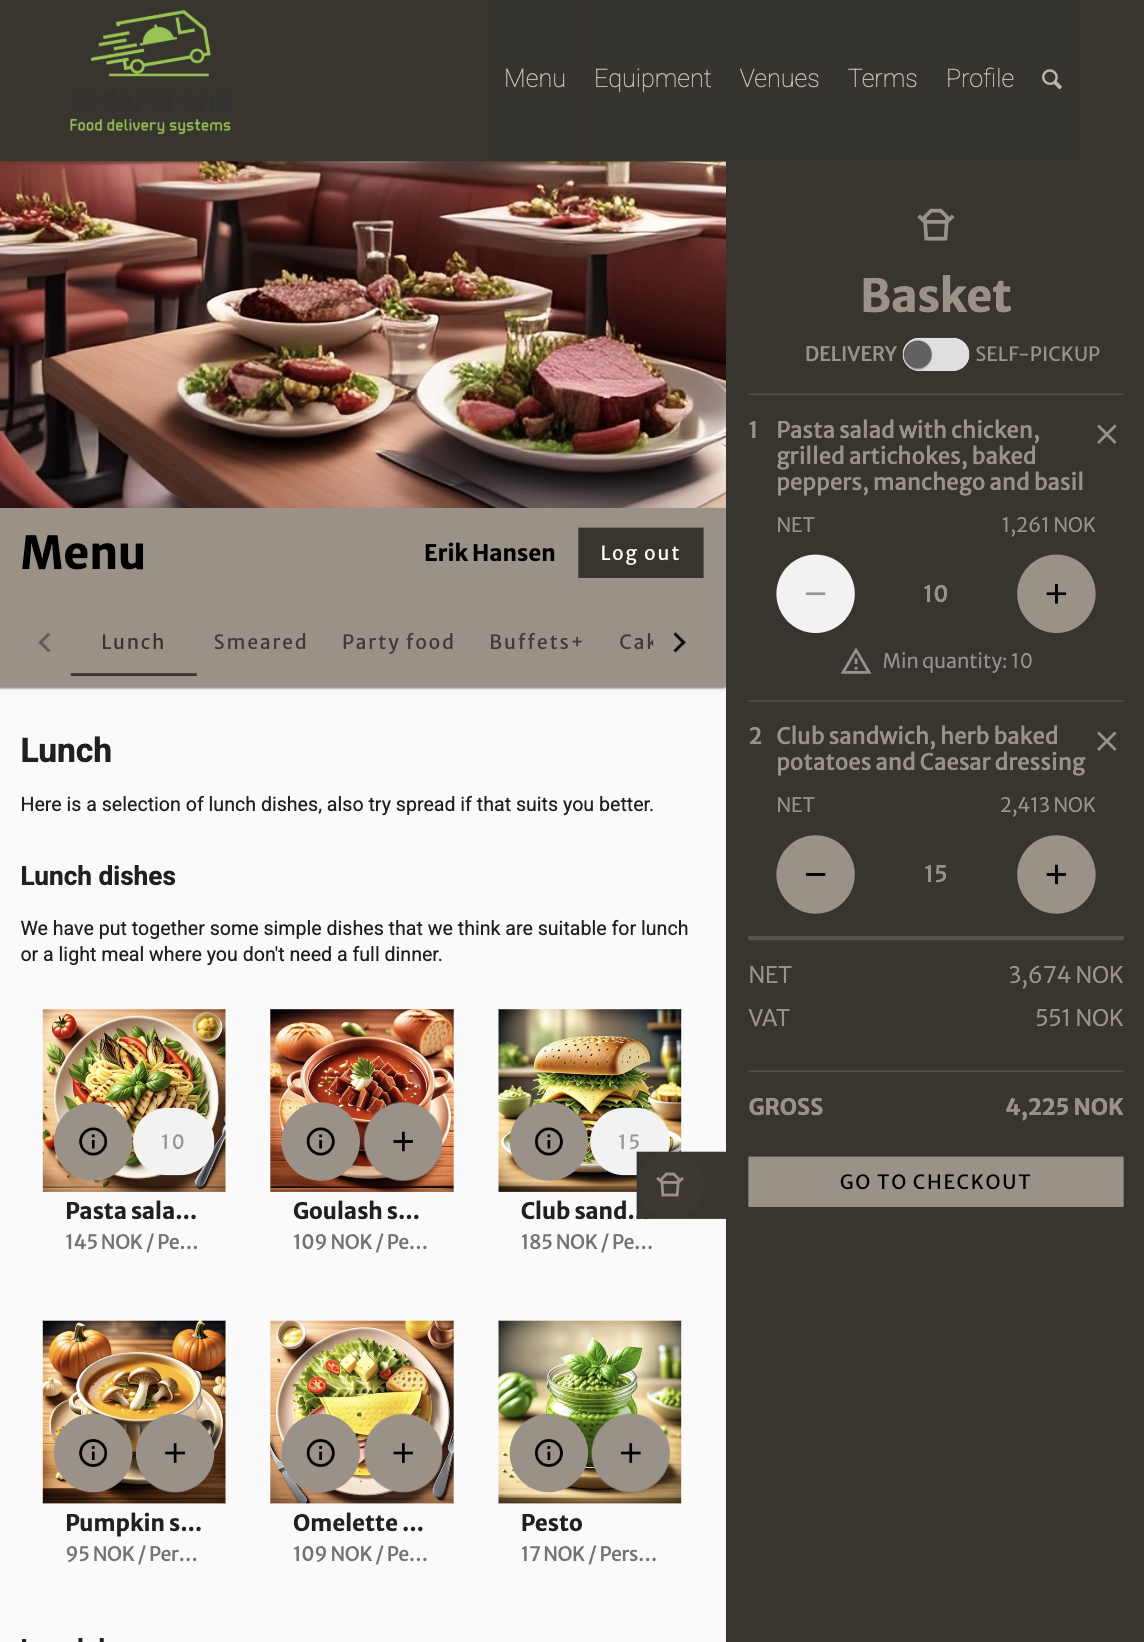 OrderArena
Food delivery systems
Menu
Equipment
Venues
Terms
Profile
Menu
Erik Hansen
Log out
Lunch
Smeared
Party food
Buffets+
Cak
Lunch
Here is a selection of lunch dishes, also try spread if that suits you better.
Lunch dishes
We have put together some simple dishes that we think are suitable for lunch
or a light meal where you don't need a full dinner.
10
15
Pasta sala...
Goulash s...
Club sand...
145 NOK / Pe...
109 NOK / Pe...
185 NOK / Pe...
Pumpkin s...
Omelette ...
Pesto
95 NOK / Per...
109 NOK / Pe...
17 NOK / Pers...
Basket
DELIVERY
SELF-PICKUP
1 Pasta salad with chicken,
grilled artichokes, baked
peppers, manchego and basil
NET 1,261 NOK
10
Min quantity: 10
2 Club sandwich, herb baked
potatoes and Caesar dressing
NET 2,413 NOK
15
NET 3,674 NOK
VAT 551 NOK
GROSS 4,225 NOK
GO TO CHECKOUT